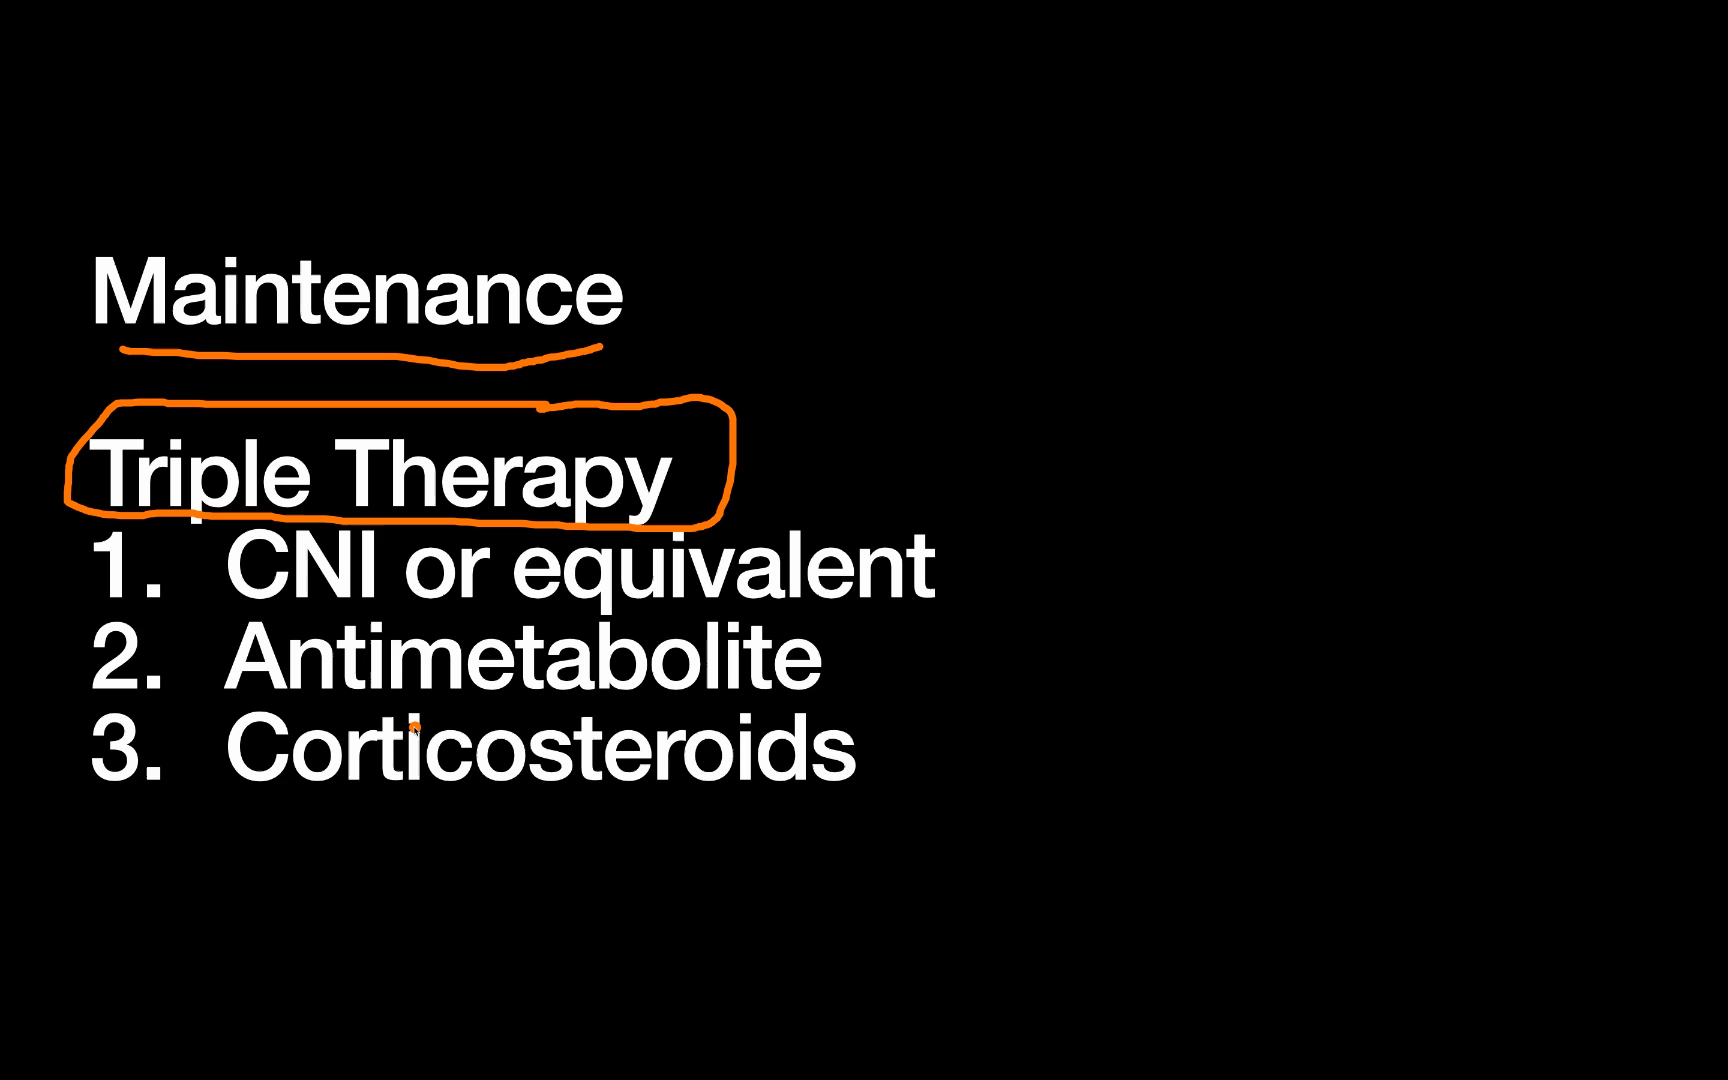 Maintenance
Triple Therapy
1. CNI or equivalent
2. Antimetabolite
3. Corticosteroids